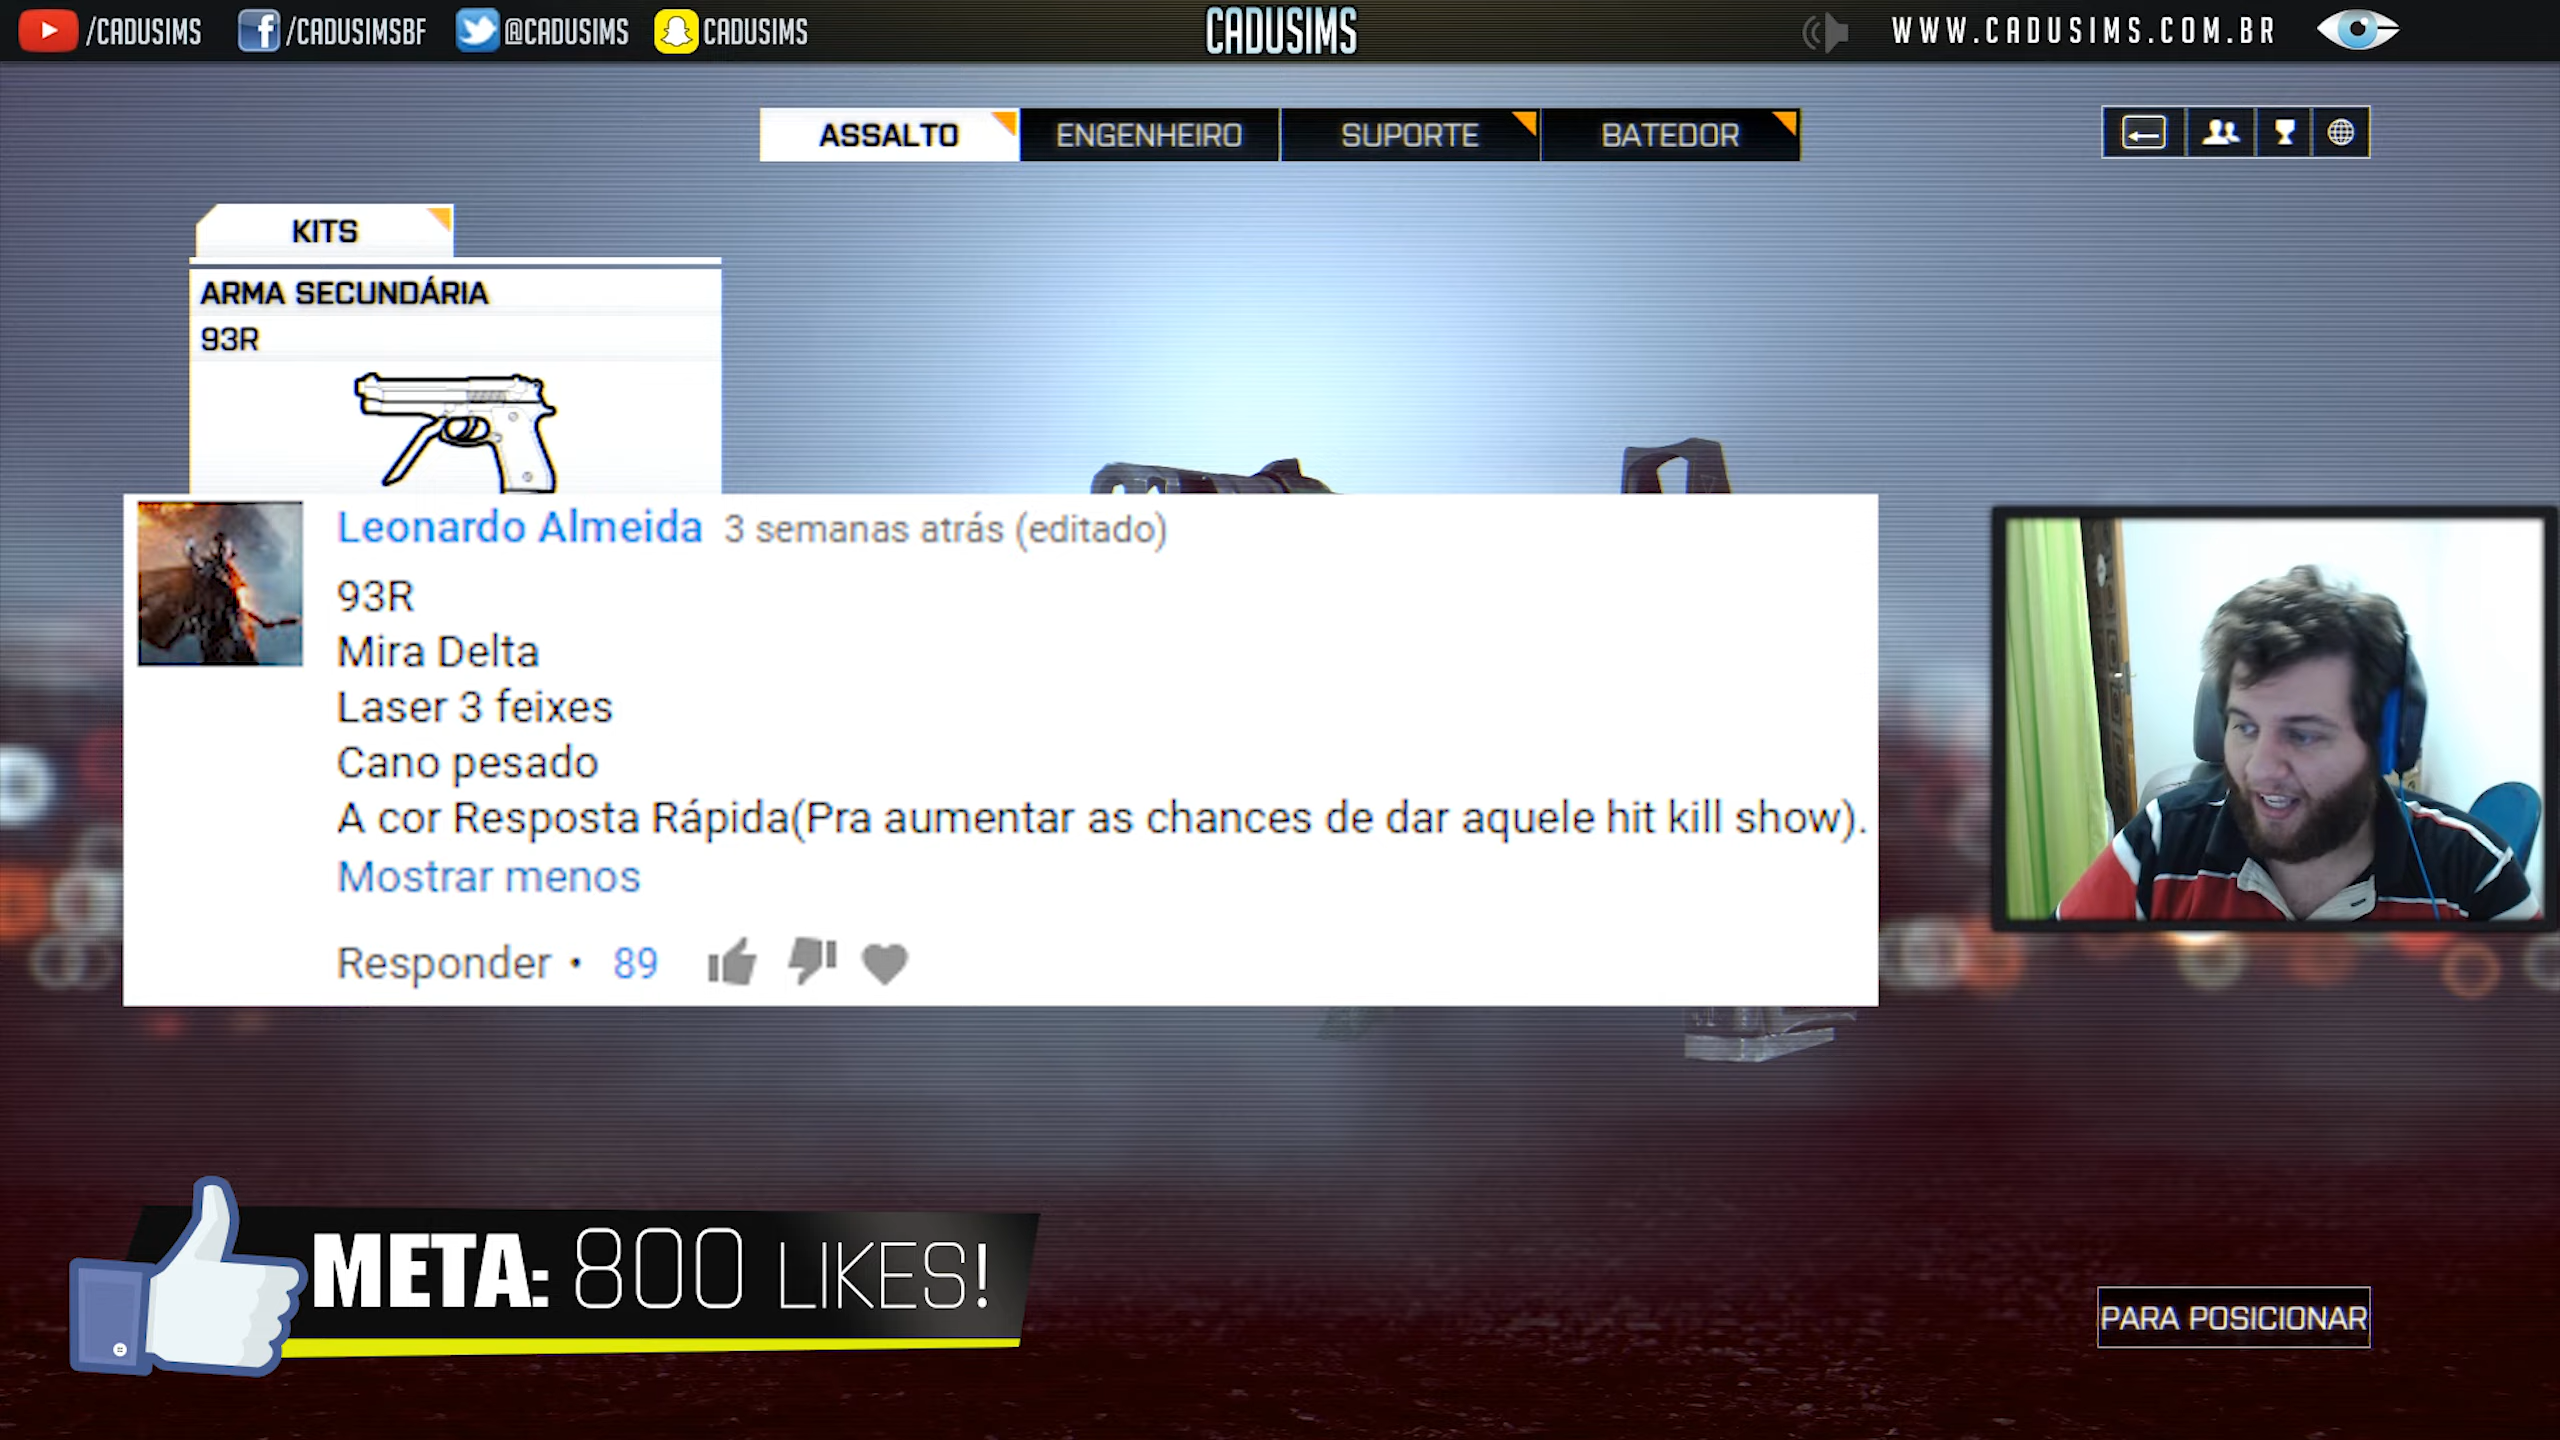 /CADUSIMS /CADUSIMSBF @CADUSIMS CADUSIMS CADUSIMS WWW.CADUSIMS.COM.BR
ASSALTO ENGENHEIRO SUPORTE BATEDOR
KITS
ARMA SECUNDÁRIA
93R
Leonardo Almeida 3 semanas atrás (editado)
93R
Mira Delta
Laser 3 feixes
Cano pesado
A cor Resposta Rápida(Pra aumentar as chances de dar aquele hit kill show).
Mostrar menos
Responder • 89
META: 800 LIKES!
PARA POSICIONAR